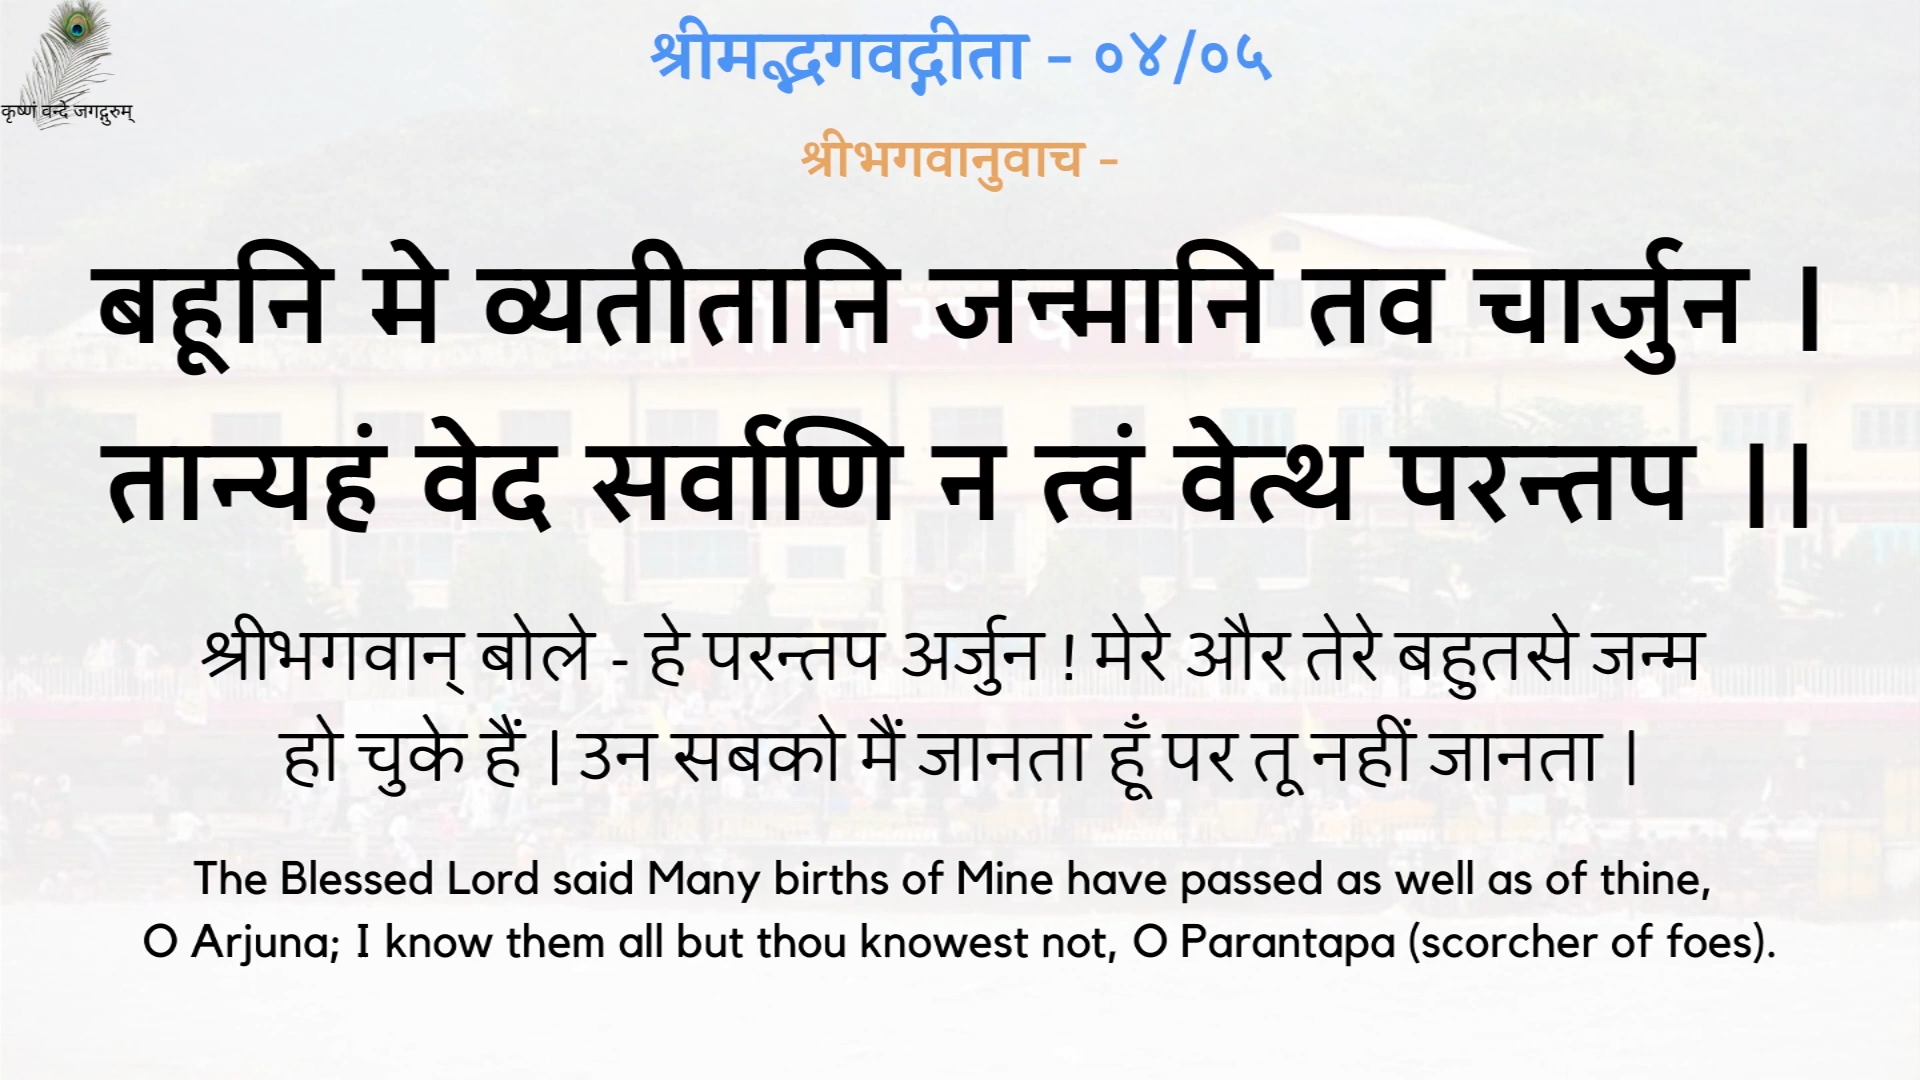 श्रीमद्भगवद्गीता - ०४/०५
कृष्णं वन्दे जगद्गुरुम्
श्रीभगवानुवाच -
बहूनि मे व्यतीतानि जन्मानि तव चार्जुन |
तान्यहं वेद सर्वाणि न त्वं वेत्थ परन्तप ||
श्रीभगवान् बोले - हे परन्तप अर्जुन ! मेरे और तेरे बहुतसे जन्म
हो चुके हैं | उन सबको मैं जानता हूँ पर तू नहीं जानता |
The Blessed Lord said Many births of Mine have passed as well as of thine,
O Arjuna; I know them all but thou knowest not, O Parantapa (scorcher of foes).